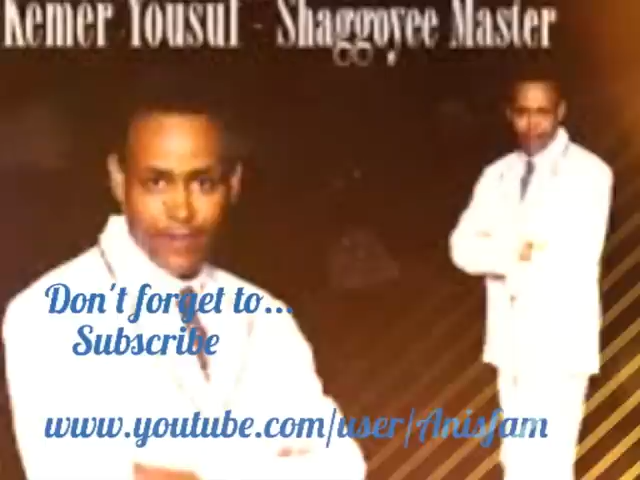 Kemer Yousuf - Shaggoyee Master
Don't forget to...
Subscribe
www.youtube.com/user/Anisfam